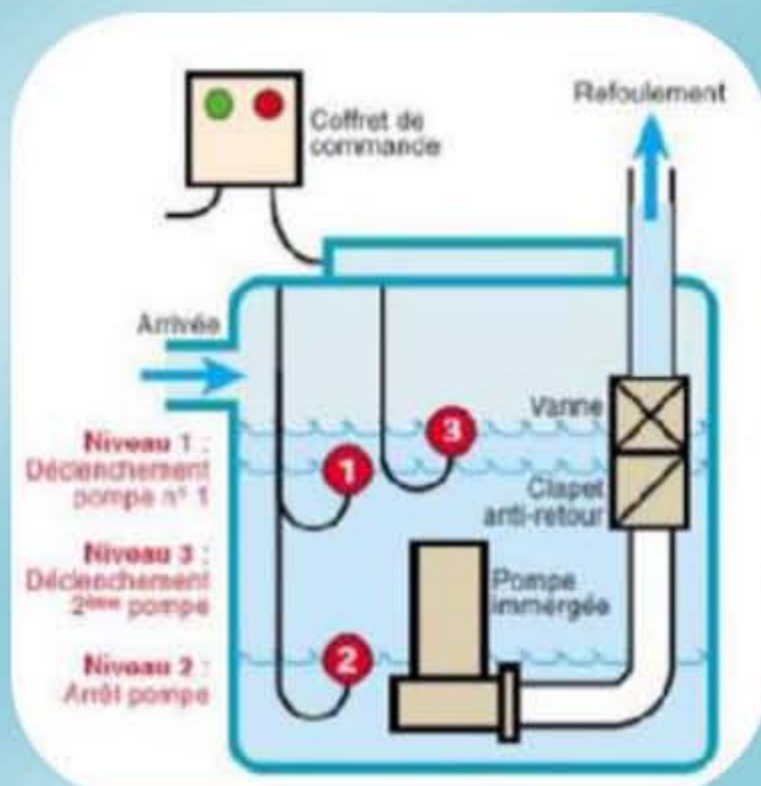 Refoulement
Coffret de
commande
Arrivée
Vanne
3
Niveau 1 :
Déclenchement
pompe n° 1
1
Clapet
anti-retour
Niveau 3 :
Déclenchement
2ème pompe
Pompe
immergée
2
Niveau 2 :
Arrêt pompe